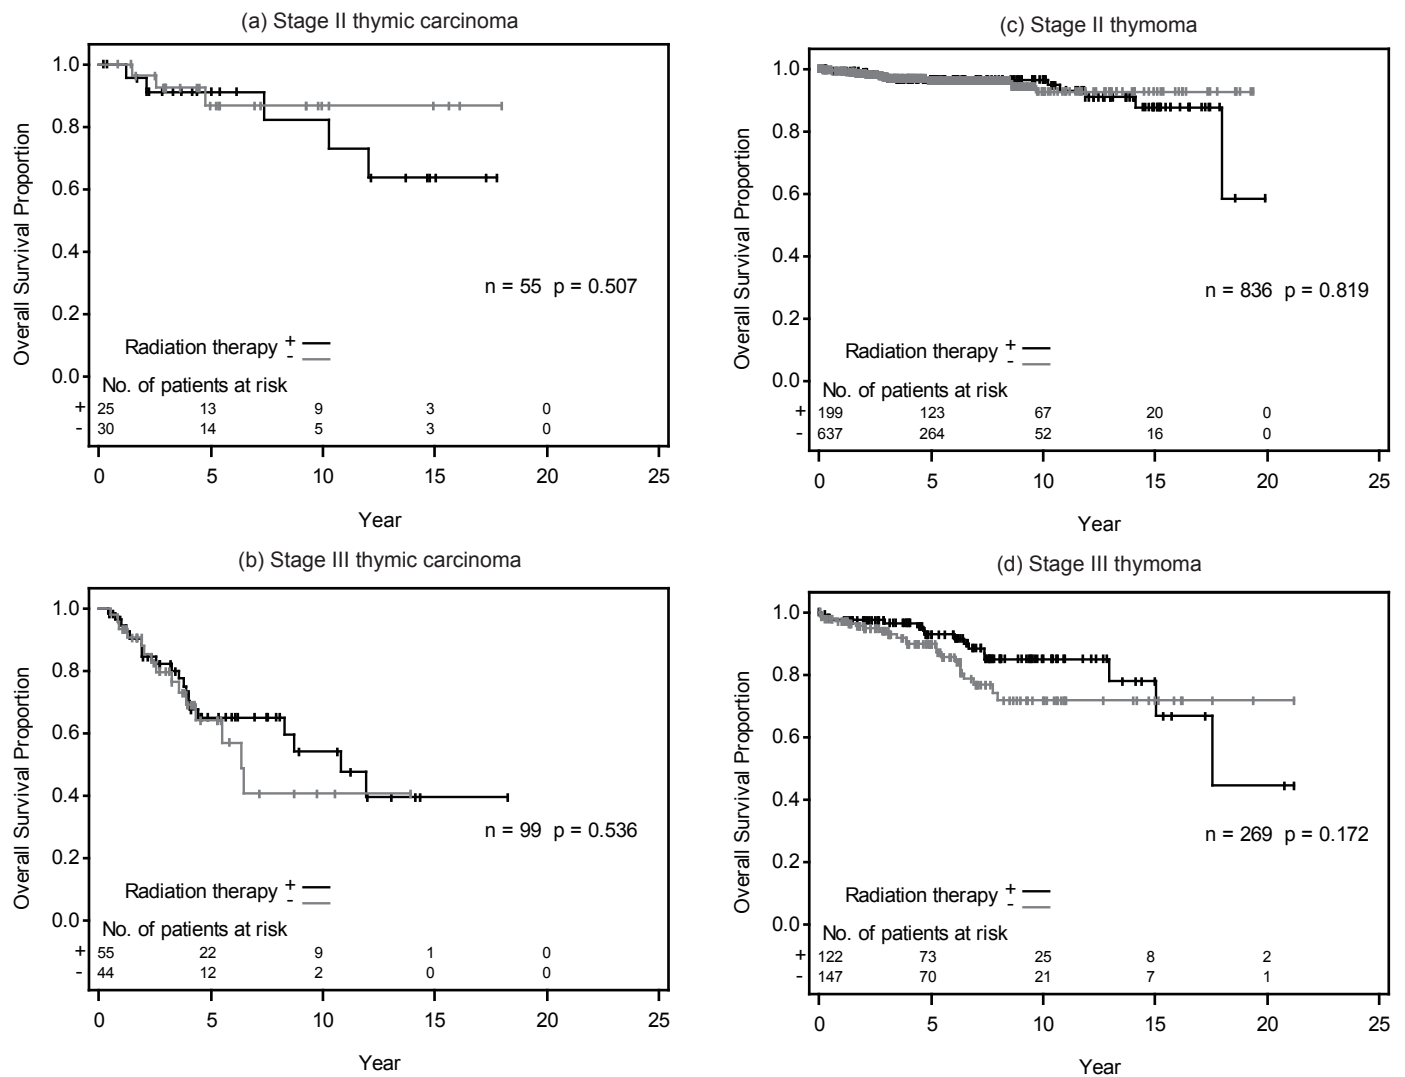 (a) Stage II thymic carcinoma
Overall Survival Proportion
1.0
0.8
0.6
0.4
0.2
0.0
n = 55 p = 0.507
Radiation therapy +
-
No. of patients at risk
+ 25 13 9 3 0
- 30 14 5 3 0
0 5 10 15 20 25
Year
(c) Stage II thymoma
Overall Survival Proportion
1.0
0.8
0.6
0.4
0.2
0.0
n = 836 p = 0.819
Radiation therapy +
-
No. of patients at risk
+ 199 123 67 20 0
- 637 264 52 16 0
0 5 10 15 20 25
Year
(b) Stage III thymic carcinoma
Overall Survival Proportion
1.0
0.8
0.6
0.4
0.2
0.0
n = 99 p = 0.536
Radiation therapy +
-
No. of patients at risk
+ 55 22 9 1 0
- 44 12 2 0 0
0 5 10 15 20 25
Year
(d) Stage III thymoma
Overall Survival Proportion
1.0
0.8
0.6
0.4
0.2
0.0
n = 269 p = 0.172
Radiation therapy +
-
No. of patients at risk
+ 122 73 25 8 2
- 147 70 21 7 1
0 5 10 15 20 25
Year